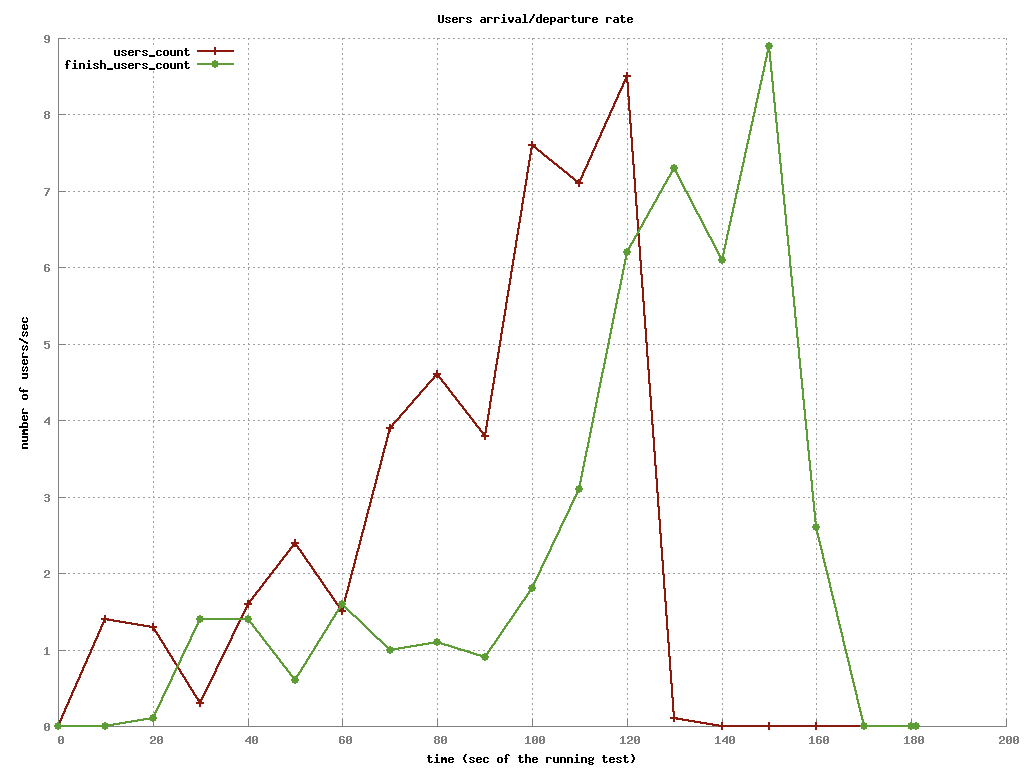 Users arrival/departure rate
users_count
finish_users_count
number of users/sec
9
8
7
6
5
4
3
2
1
0
0 20 40 60 80 100 120 140 160 180 200
time (sec of the running test)